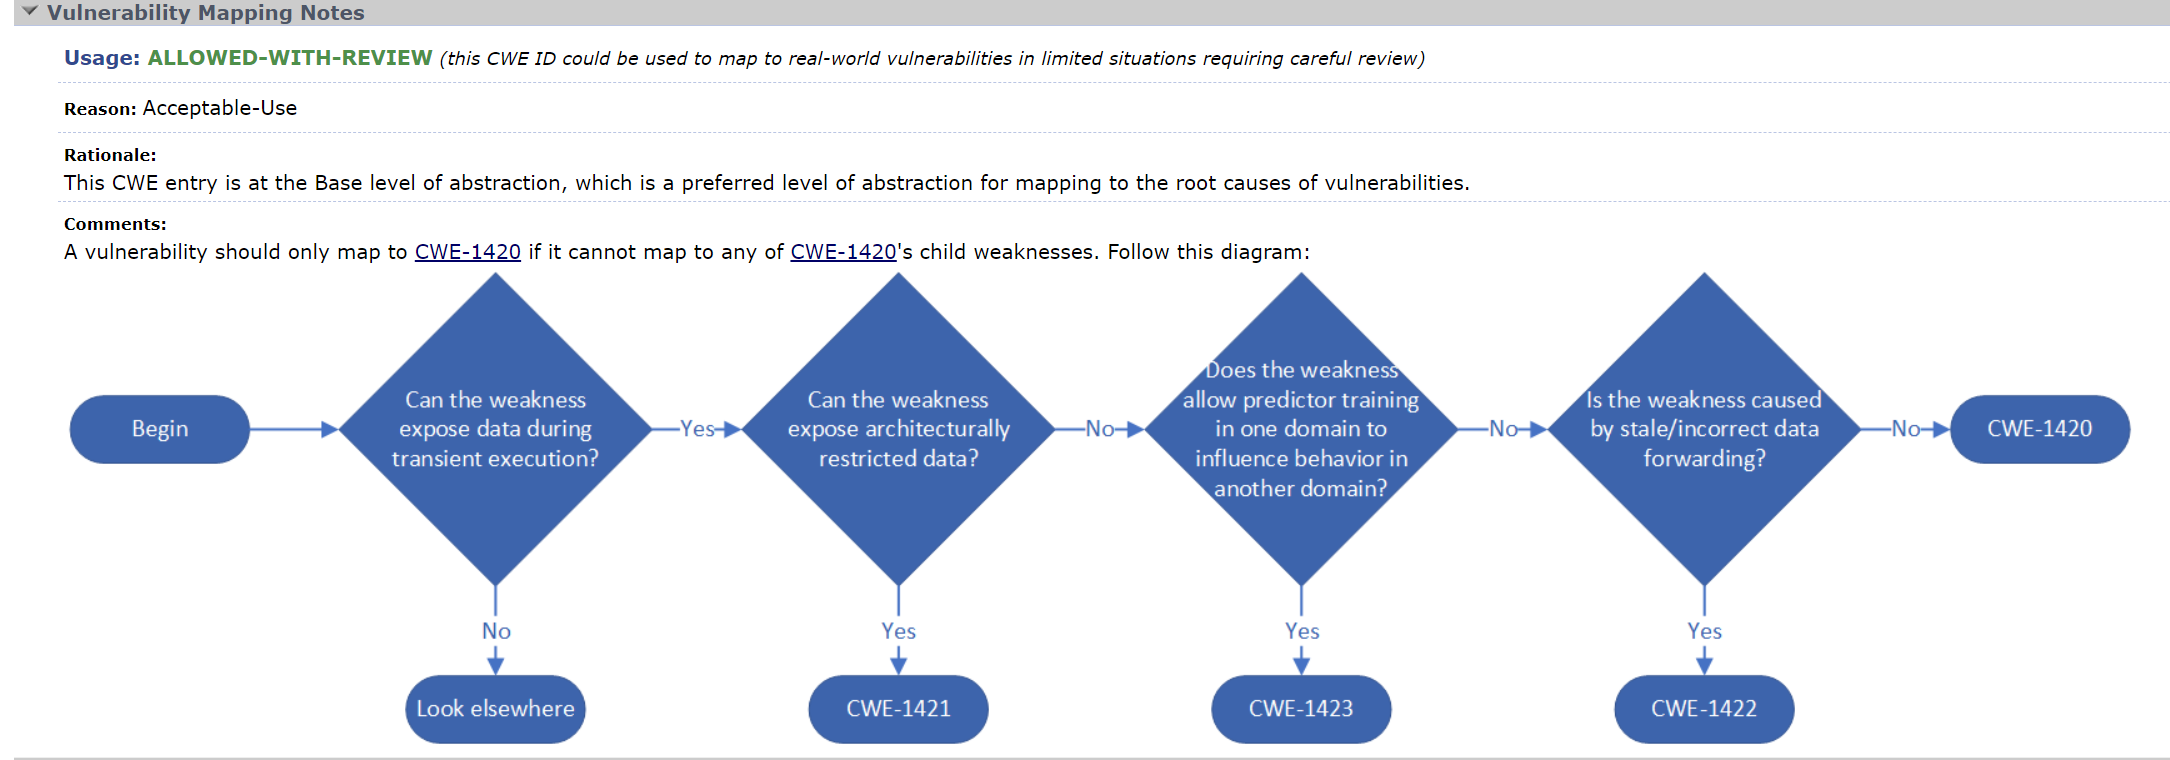 Vulnerability Mapping Notes
Usage: ALLOWED-WITH-REVIEW (this CWE ID could be used to map to real-world vulnerabilities in limited situations requiring careful review)
Reason: Acceptable-Use
Rationale:
This CWE entry is at the Base level of abstraction, which is a preferred level of abstraction for mapping to the root causes of vulnerabilities.
Comments:
A vulnerability should only map to CWE-1420 if it cannot map to any of CWE-1420's child weaknesses. Follow this diagram:
Begin
Can the weakness
expose data during
transient execution?
Yes
Can the weakness
expose architecturally
restricted data?
No
Does the weakness
allow predictor training
in one domain to
influence behavior in
another domain?
No
Is the weakness caused
by stale/incorrect data
forwarding?
No
CWE-1420
No
Yes
Yes
Yes
Look elsewhere
CWE-1421
CWE-1423
CWE-1422